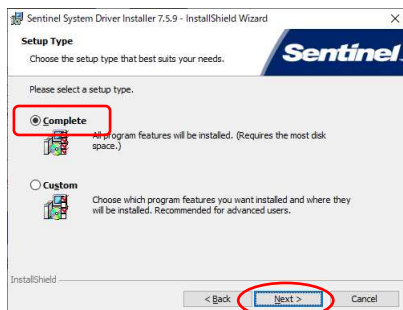 Sentinel System Driver Installer 7.5.9 - InstallShield Wizard
Setup Type
Choose the setup type that best suits your needs.
Sentinel
Please select a setup type.
Complete
All program features will be installed. (Requires the most disk
space.)
Custom
Choose which program features you want installed and where they
will be installed. Recommended for advanced users.
InstallShield
< Back
Next >
Cancel